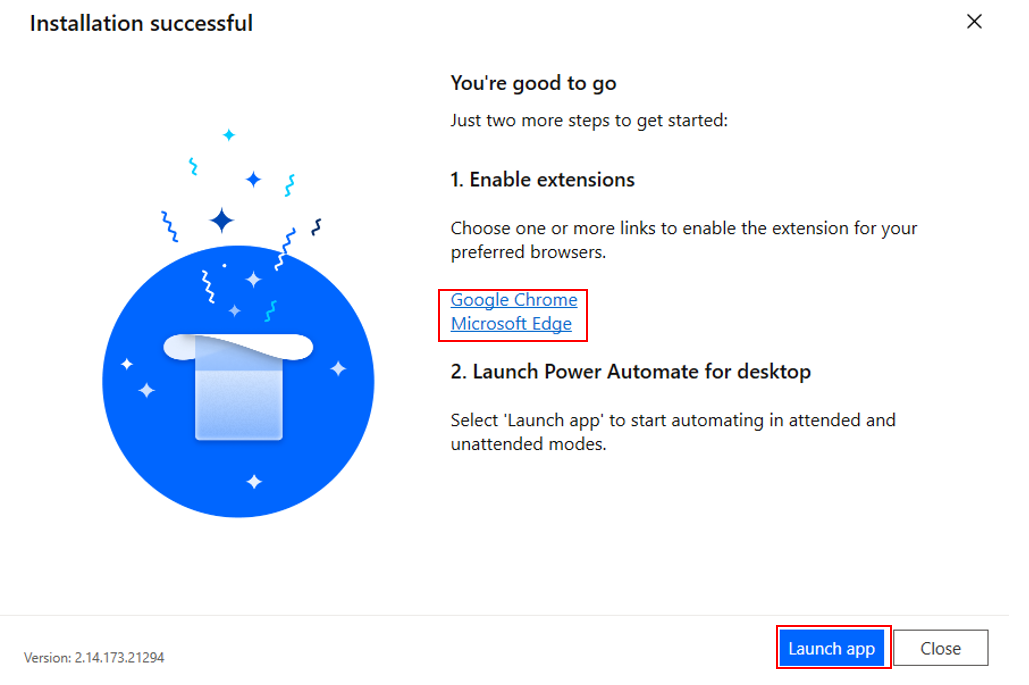 Installation successful
You're good to go
Just two more steps to get started:
1. Enable extensions
Choose one or more links to enable the extension for your
preferred browsers.
Google Chrome
Microsoft Edge
2. Launch Power Automate for desktop
Select 'Launch app' to start automating in attended and
unattended modes.
Version: 2.14.173.21294
Launch app
Close